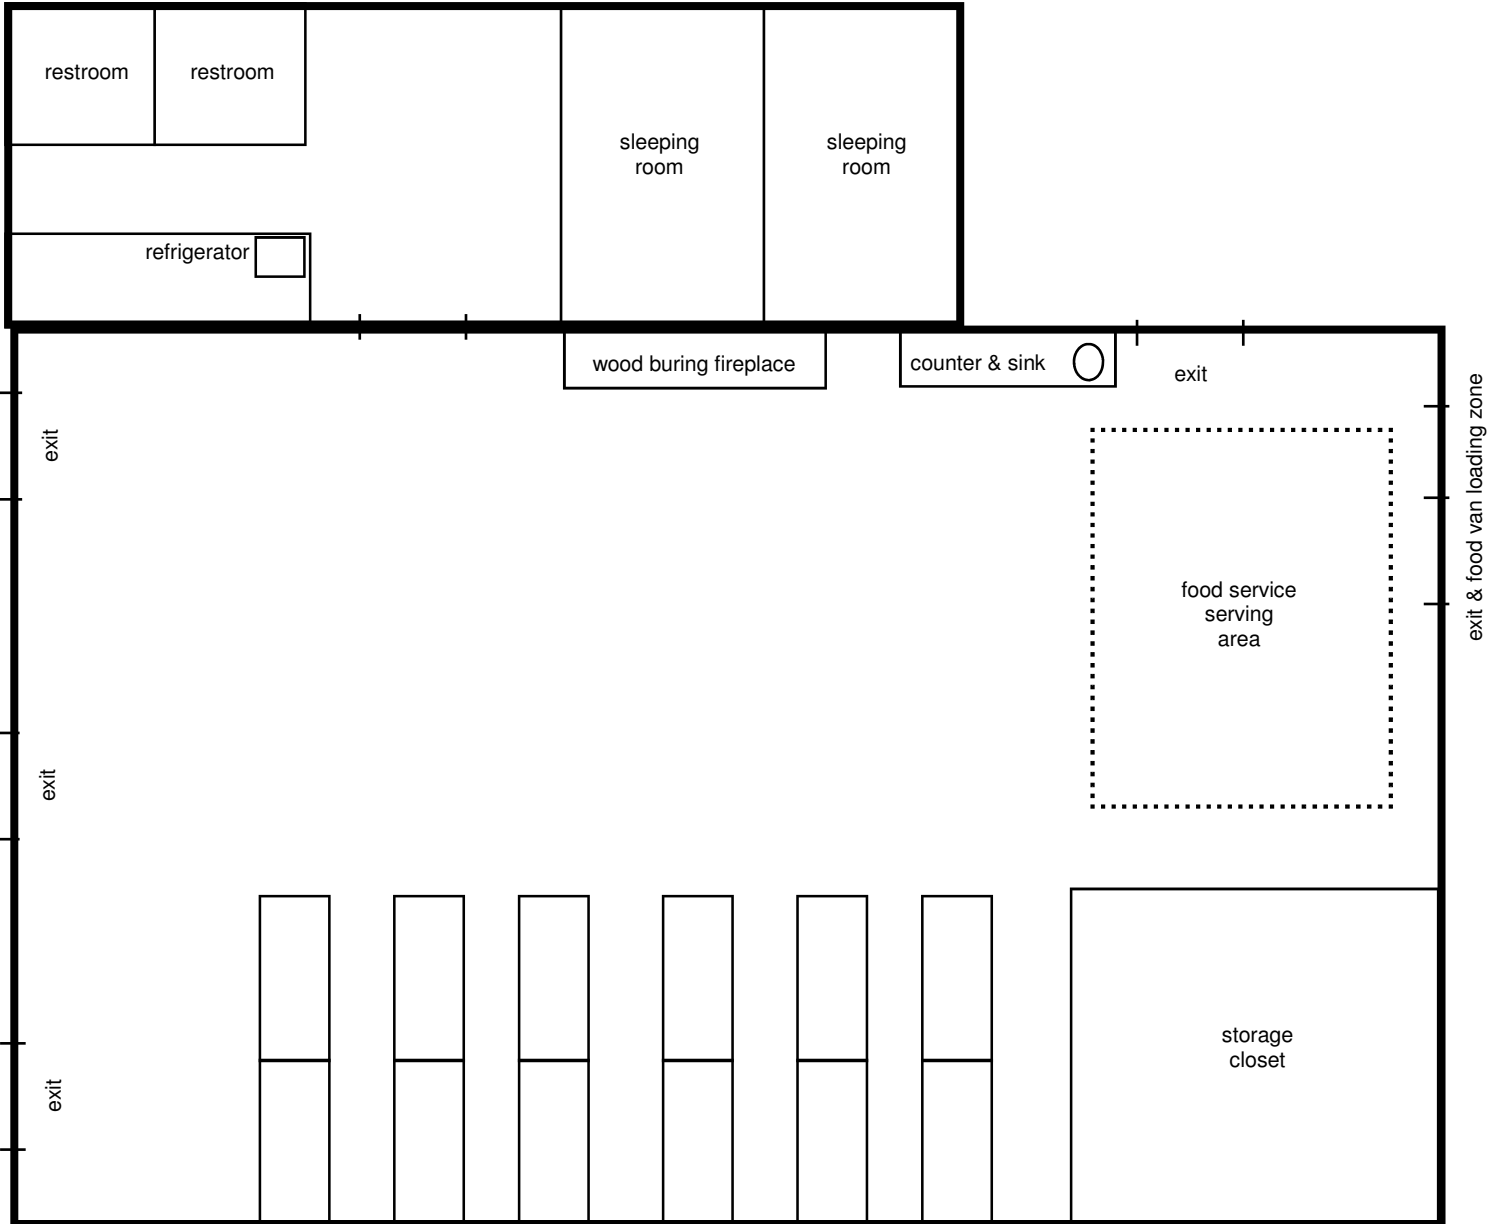 restroom
restroom
sleeping
room
sleeping
room
refrigerator
wood buring fireplace
counter & sink
exit
exit & food van loading zone
exit
food service
serving
area
exit
storage
closet
exit